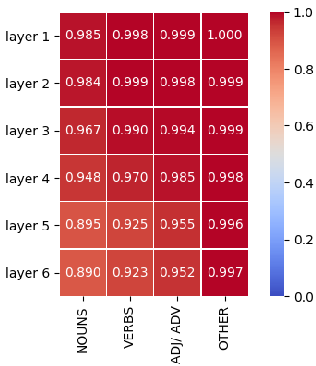 layer 1 0.985 0.998 0.999 1.000
layer 2 0.984 0.999 0.998 0.999
layer 3 0.967 0.990 0.994 0.999
layer 4 0.948 0.970 0.985 0.998
layer 5 0.895 0.925 0.955 0.996
layer 6 0.890 0.923 0.952 0.997
NOUNS
VERBS
ADJ/ ADV
OTHER
1.0
0.8
0.6
0.4
0.2
0.0